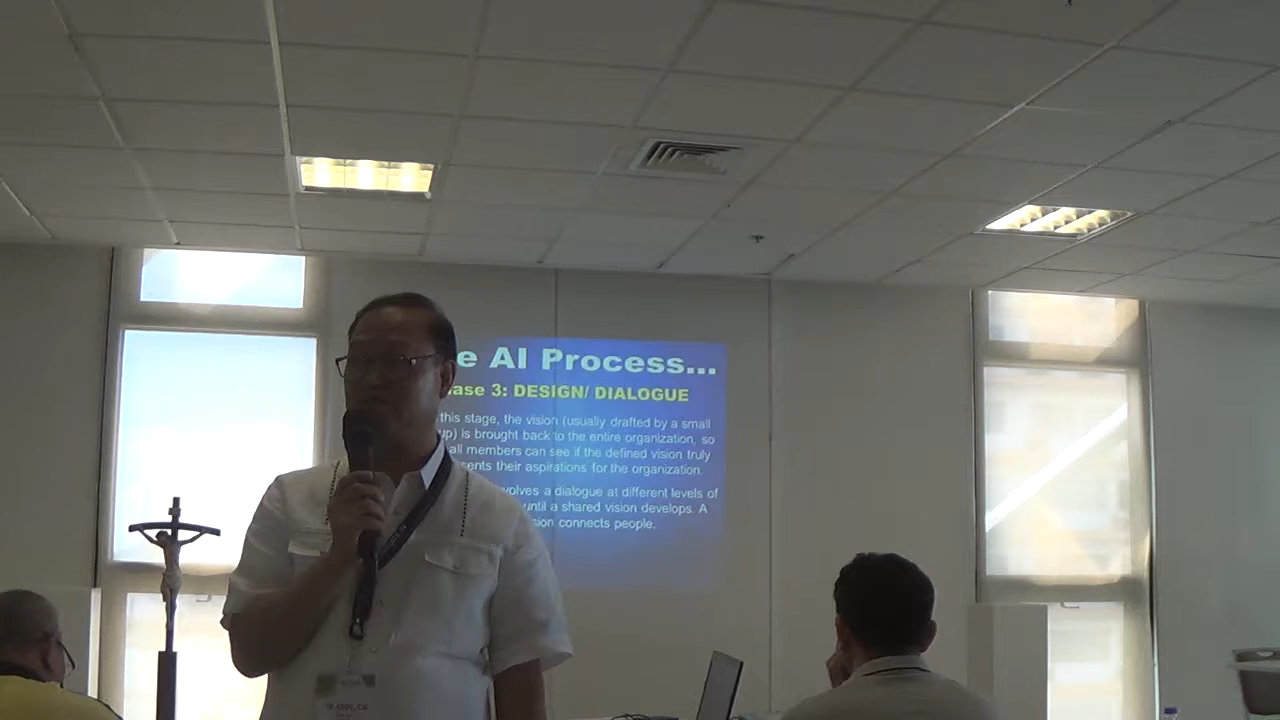 e AI Process...
ase 3: DESIGN/ DIALOGUE
this stage, the vision (usually drafted by a small
up) is brought back to the entire organization, so
all members can see if the defined vision truly
sents their aspirations for the organization.
volves a dialogue at different levels of
until a shared vision develops. A
sion connects people.